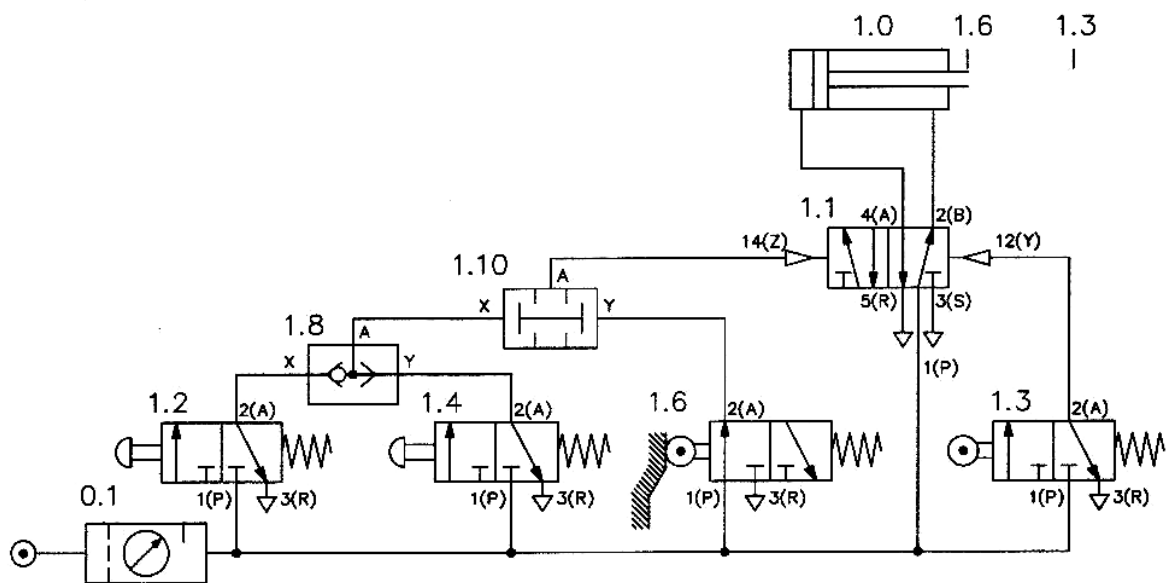 1.0 1.6 1.3
1.1 4(A) 2(B)
14(Z) 12(Y)
1.10 A
X Y
5(R) 3(S)
1.8 A
1(P)
X Y
1.2 2(A) 1.4 2(A) 1.6 2(A) 1.3 2(A)
1(P) 3(R) 1(P) 3(R) 1(P) 3(R) 1(P) 3(R)
0.1